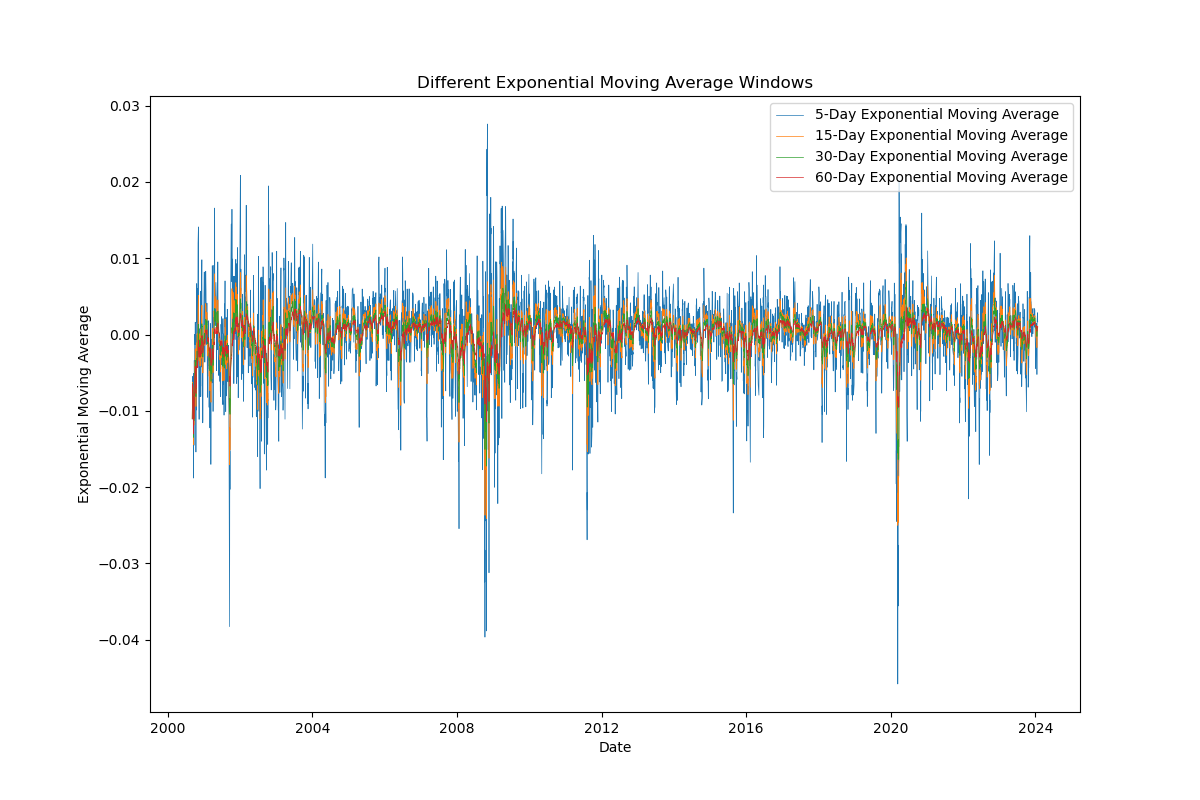 Different Exponential Moving Average Windows
5-Day Exponential Moving Average
15-Day Exponential Moving Average
30-Day Exponential Moving Average
60-Day Exponential Moving Average
Exponential Moving Average
0.03
0.02
0.01
0.00
−0.01
−0.02
−0.03
−0.04
2000 2004 2008 2012 2016 2020 2024
Date